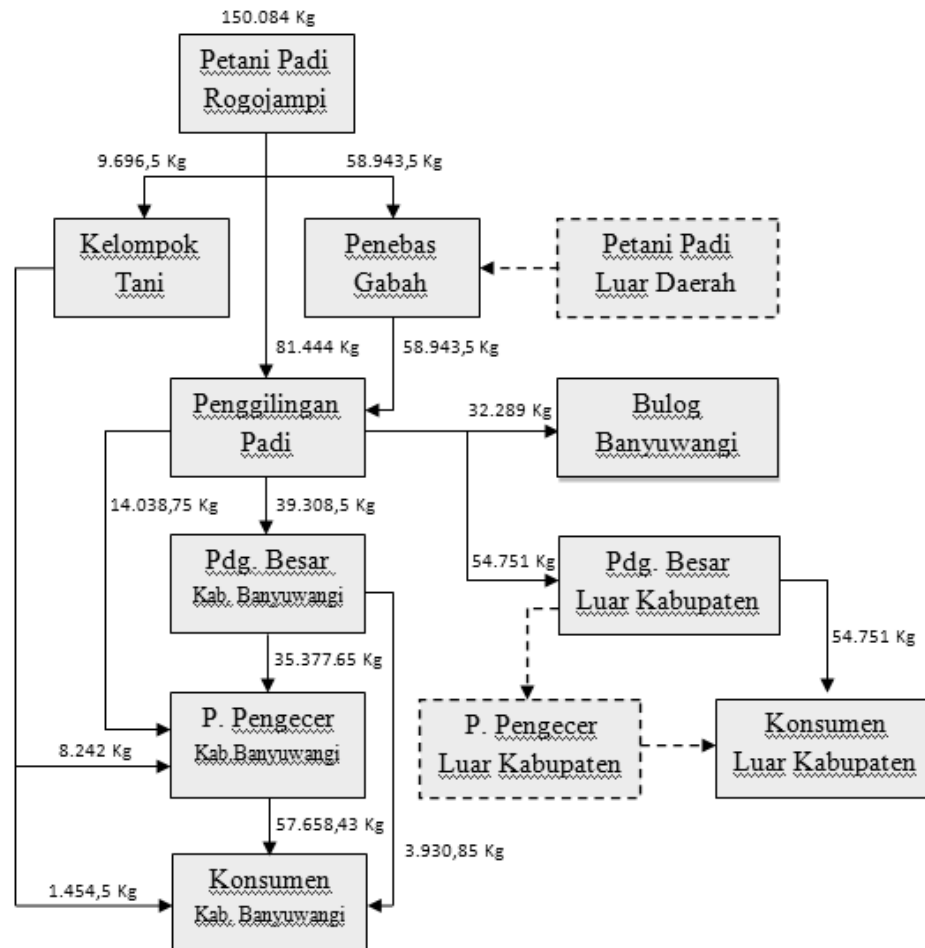 150.084 Kg
Petani Padi
Rogojampi
9.696,5 Kg
58.943,5 Kg
Kelompok
Tani
Penebas
Gabah
Petani Padi
Luar Daerah
81.444 Kg
58.943,5 Kg
Penggilingan
Padi
32.289 Kg
Bulog
Banyuwangi
14.038,75 Kg
39.308,5 Kg
Pdg. Besar
Kab. Banyuwangi
54.751 Kg
Pdg. Besar
Luar Kabupaten
35.377.65 Kg
54.751 Kg
P. Pengecer
Kab.Banyuwangi
P. Pengecer
Luar Kabupaten
Konsumen
Luar Kabupaten
8.242 Kg
57.658,43 Kg
3.930,85 Kg
Konsumen
Kab. Banyuwangi
1.454,5 Kg